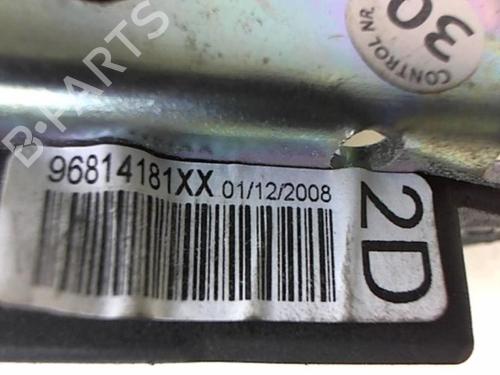 30
CONTROL NR.
96814181XX 01/12/2008
2D
B-PARTS